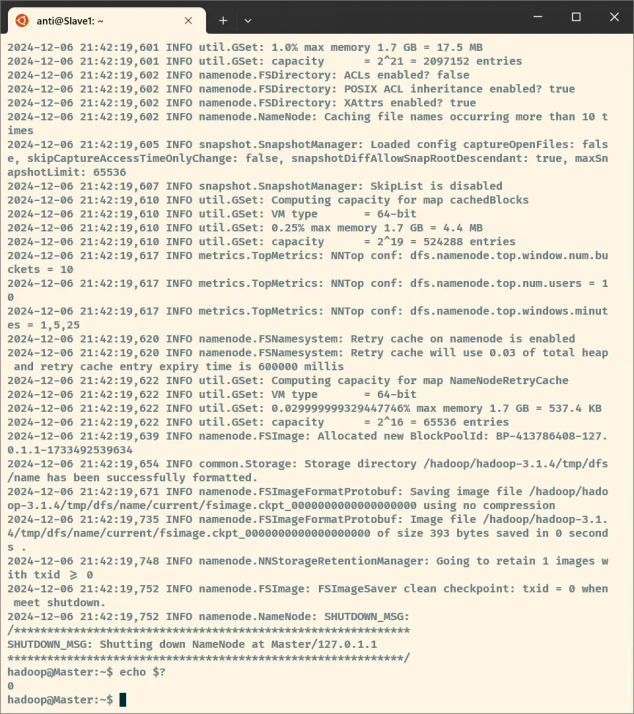 anti@Slave1: ~
2024-12-06 21:42:19,601 INFO util.GSet: 1.0% max memory 1.7 GB = 17.5 MB
2024-12-06 21:42:19,601 INFO util.GSet: capacity      = 2^21 = 2097152 entries
2024-12-06 21:42:19,602 INFO namenode.FSDirectory: ACLs enabled? false
2024-12-06 21:42:19,602 INFO namenode.FSDirectory: POSIX ACL inheritance enabled? true
2024-12-06 21:42:19,602 INFO namenode.FSDirectory: XAttrs enabled? true
2024-12-06 21:42:19,602 INFO namenode.NameNode: Caching file names occurring more than 10 t
imes
2024-12-06 21:42:19,605 INFO snapshot.SnapshotManager: Loaded config captureOpenFiles: fals
e, skipCaptureAccessTimeOnlyChange: false, snapshotDiffAllowSnapRootDescendant: true, maxSn
apshotLimit: 65536
2024-12-06 21:42:19,607 INFO snapshot.SnapshotManager: SkipList is disabled
2024-12-06 21:42:19,610 INFO util.GSet: Computing capacity for map cachedBlocks
2024-12-06 21:42:19,610 INFO util.GSet: VM type       = 64-bit
2024-12-06 21:42:19,610 INFO util.GSet: 0.25% max memory 1.7 GB = 4.4 MB
2024-12-06 21:42:19,610 INFO util.GSet: capacity      = 2^19 = 524288 entries
2024-12-06 21:42:19,617 INFO metrics.TopMetrics: NNTop conf: dfs.namenode.top.window.num.bu
ckets = 10
2024-12-06 21:42:19,617 INFO metrics.TopMetrics: NNTop conf: dfs.namenode.top.num.users = 1
0
2024-12-06 21:42:19,617 INFO metrics.TopMetrics: NNTop conf: dfs.namenode.top.windows.minut
es = 1,5,25
2024-12-06 21:42:19,620 INFO namenode.FSNamesystem: Retry cache on namenode is enabled
2024-12-06 21:42:19,620 INFO namenode.FSNamesystem: Retry cache will use 0.03 of total heap
 and retry cache entry expiry time is 600000 millis
2024-12-06 21:42:19,622 INFO util.GSet: Computing capacity for map NameNodeRetryCache
2024-12-06 21:42:19,622 INFO util.GSet: VM type       = 64-bit
2024-12-06 21:42:19,622 INFO util.GSet: 0.029999999329447746% max memory 1.7 GB = 537.4 KB
2024-12-06 21:42:19,622 INFO util.GSet: capacity      = 2^16 = 65536 entries
2024-12-06 21:42:19,639 INFO namenode.FSImage: Allocated new BlockPoolId: BP-413786408-127.
0.1.1-1733492539634
2024-12-06 21:42:19,654 INFO common.Storage: Storage directory /hadoop/hadoop-3.1.4/tmp/dfs
/name has been successfully formatted.
2024-12-06 21:42:19,671 INFO namenode.FSImageFormatProtobuf: Saving image file /hadoop/hado
op-3.1.4/tmp/dfs/name/current/fsimage.ckpt_0000000000000000000 using no compression
2024-12-06 21:42:19,735 INFO namenode.FSImageFormatProtobuf: Image file /hadoop/hadoop-3.1.
4/tmp/dfs/name/current/fsimage.ckpt_0000000000000000000 of size 393 bytes saved in 0 second
s .
2024-12-06 21:42:19,748 INFO namenode.NNStorageRetentionManager: Going to retain 1 images w
ith txid >= 0
2024-12-06 21:42:19,752 INFO namenode.FSImage: FSImageSaver clean checkpoint: txid = 0 when
 meet shutdown.
2024-12-06 21:42:19,752 INFO namenode.NameNode: SHUTDOWN_MSG:
/************************************************************
SHUTDOWN_MSG: Shutting down NameNode at Master/127.0.1.1
************************************************************/
hadoop@Master:~$ echo $?
0
hadoop@Master:~$